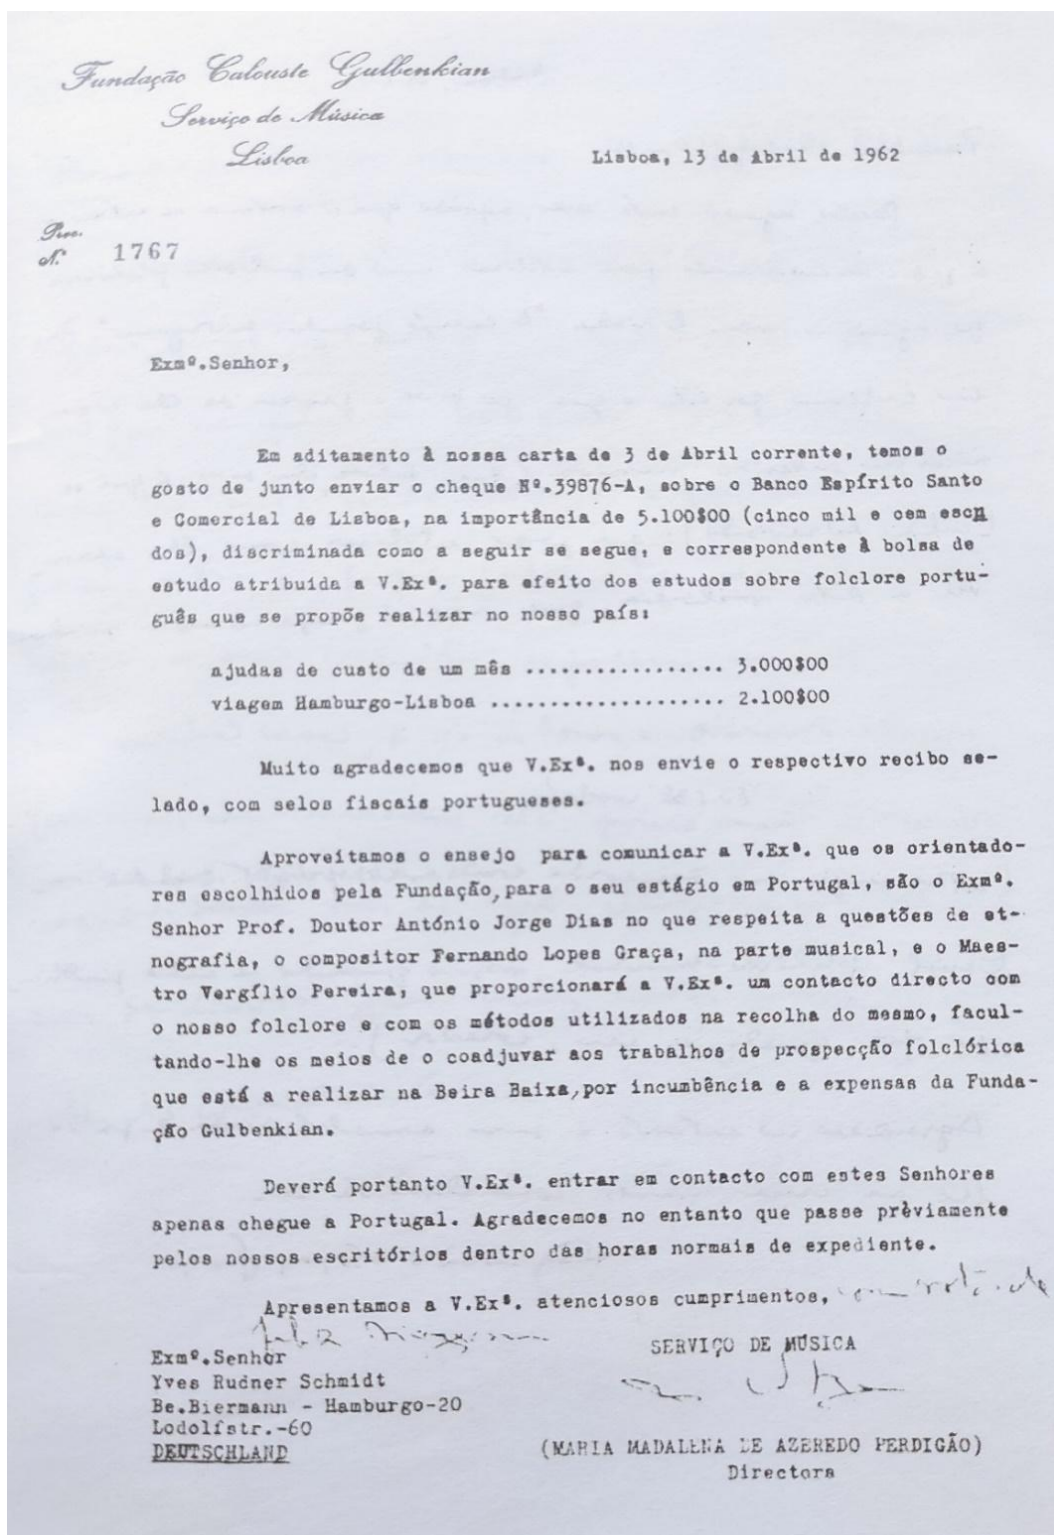 Fundação Calouste Gulbenkian
Serviço de Música
Lisboa
Lisboa, 13 de Abril de 1962
Proc.
N.º 1767
Exmº.Senhor,
Em aditamento à nossa carta de 3 de Abril corrente, temos o
gosto de junto enviar o cheque Nº.39876-A, sobre o Banco Espírito Santo
e Comercial de Lisboa, na importância de 5.100$00 (cinco mil e cem escu
dos), discriminada como a seguir se segue, e correspondente à bolsa de
estudo atribuída a V.Exª. para efeito dos estudos sobre folclore portu-
guês que se propõe realizar no nosso país:
ajudas de custo de um mês ................. 3.000$00
viagem Hamburgo-Lisboa .................... 2.100$00
Muito agradecemos que V.Exª. nos envie o respectivo recibo se-
lado, com selos fiscais portugueses.
Aproveitamos o ensejo para comunicar a V.Exª. que os orientado-
res escolhidos pela Fundação, para o seu estágio em Portugal, são o Exmº.
Senhor Prof. Doutor António Jorge Dias no que respeita a questões de et-
nografia, o compositor Fernando Lopes Graça, na parte musical, e o Maes-
tro Vergílio Pereira, que proporcionará a V.Exª. um contacto directo com
o nosso folclore e com os métodos utilizados na recolha do mesmo, facul-
tando-lhe os meios de o coadjuvar aos trabalhos de prospecção folclórica
que está a realizar na Beira Baixa, por incumbência e a expensas da Funda-
ção Gulbenkian.
Deverá portanto V.Exª. entrar em contacto com estes Senhores
apenas chegue a Portugal. Agradecemos no entanto que passe prèviamente
pelos nossos escritórios dentro das horas normais de expediente.
Apresentamos a V.Exª. atenciosos cumprimentos,
SERVIÇO DE MÚSICA
Exmº.Senhor
Yves Rudner Schmidt
Be.Biermann - Hamburgo-20
Lodolfstr.-60
DEUTSCHLAND
(MARIA MADALENA DE AZEREDO PERDIGÃO)
Directora